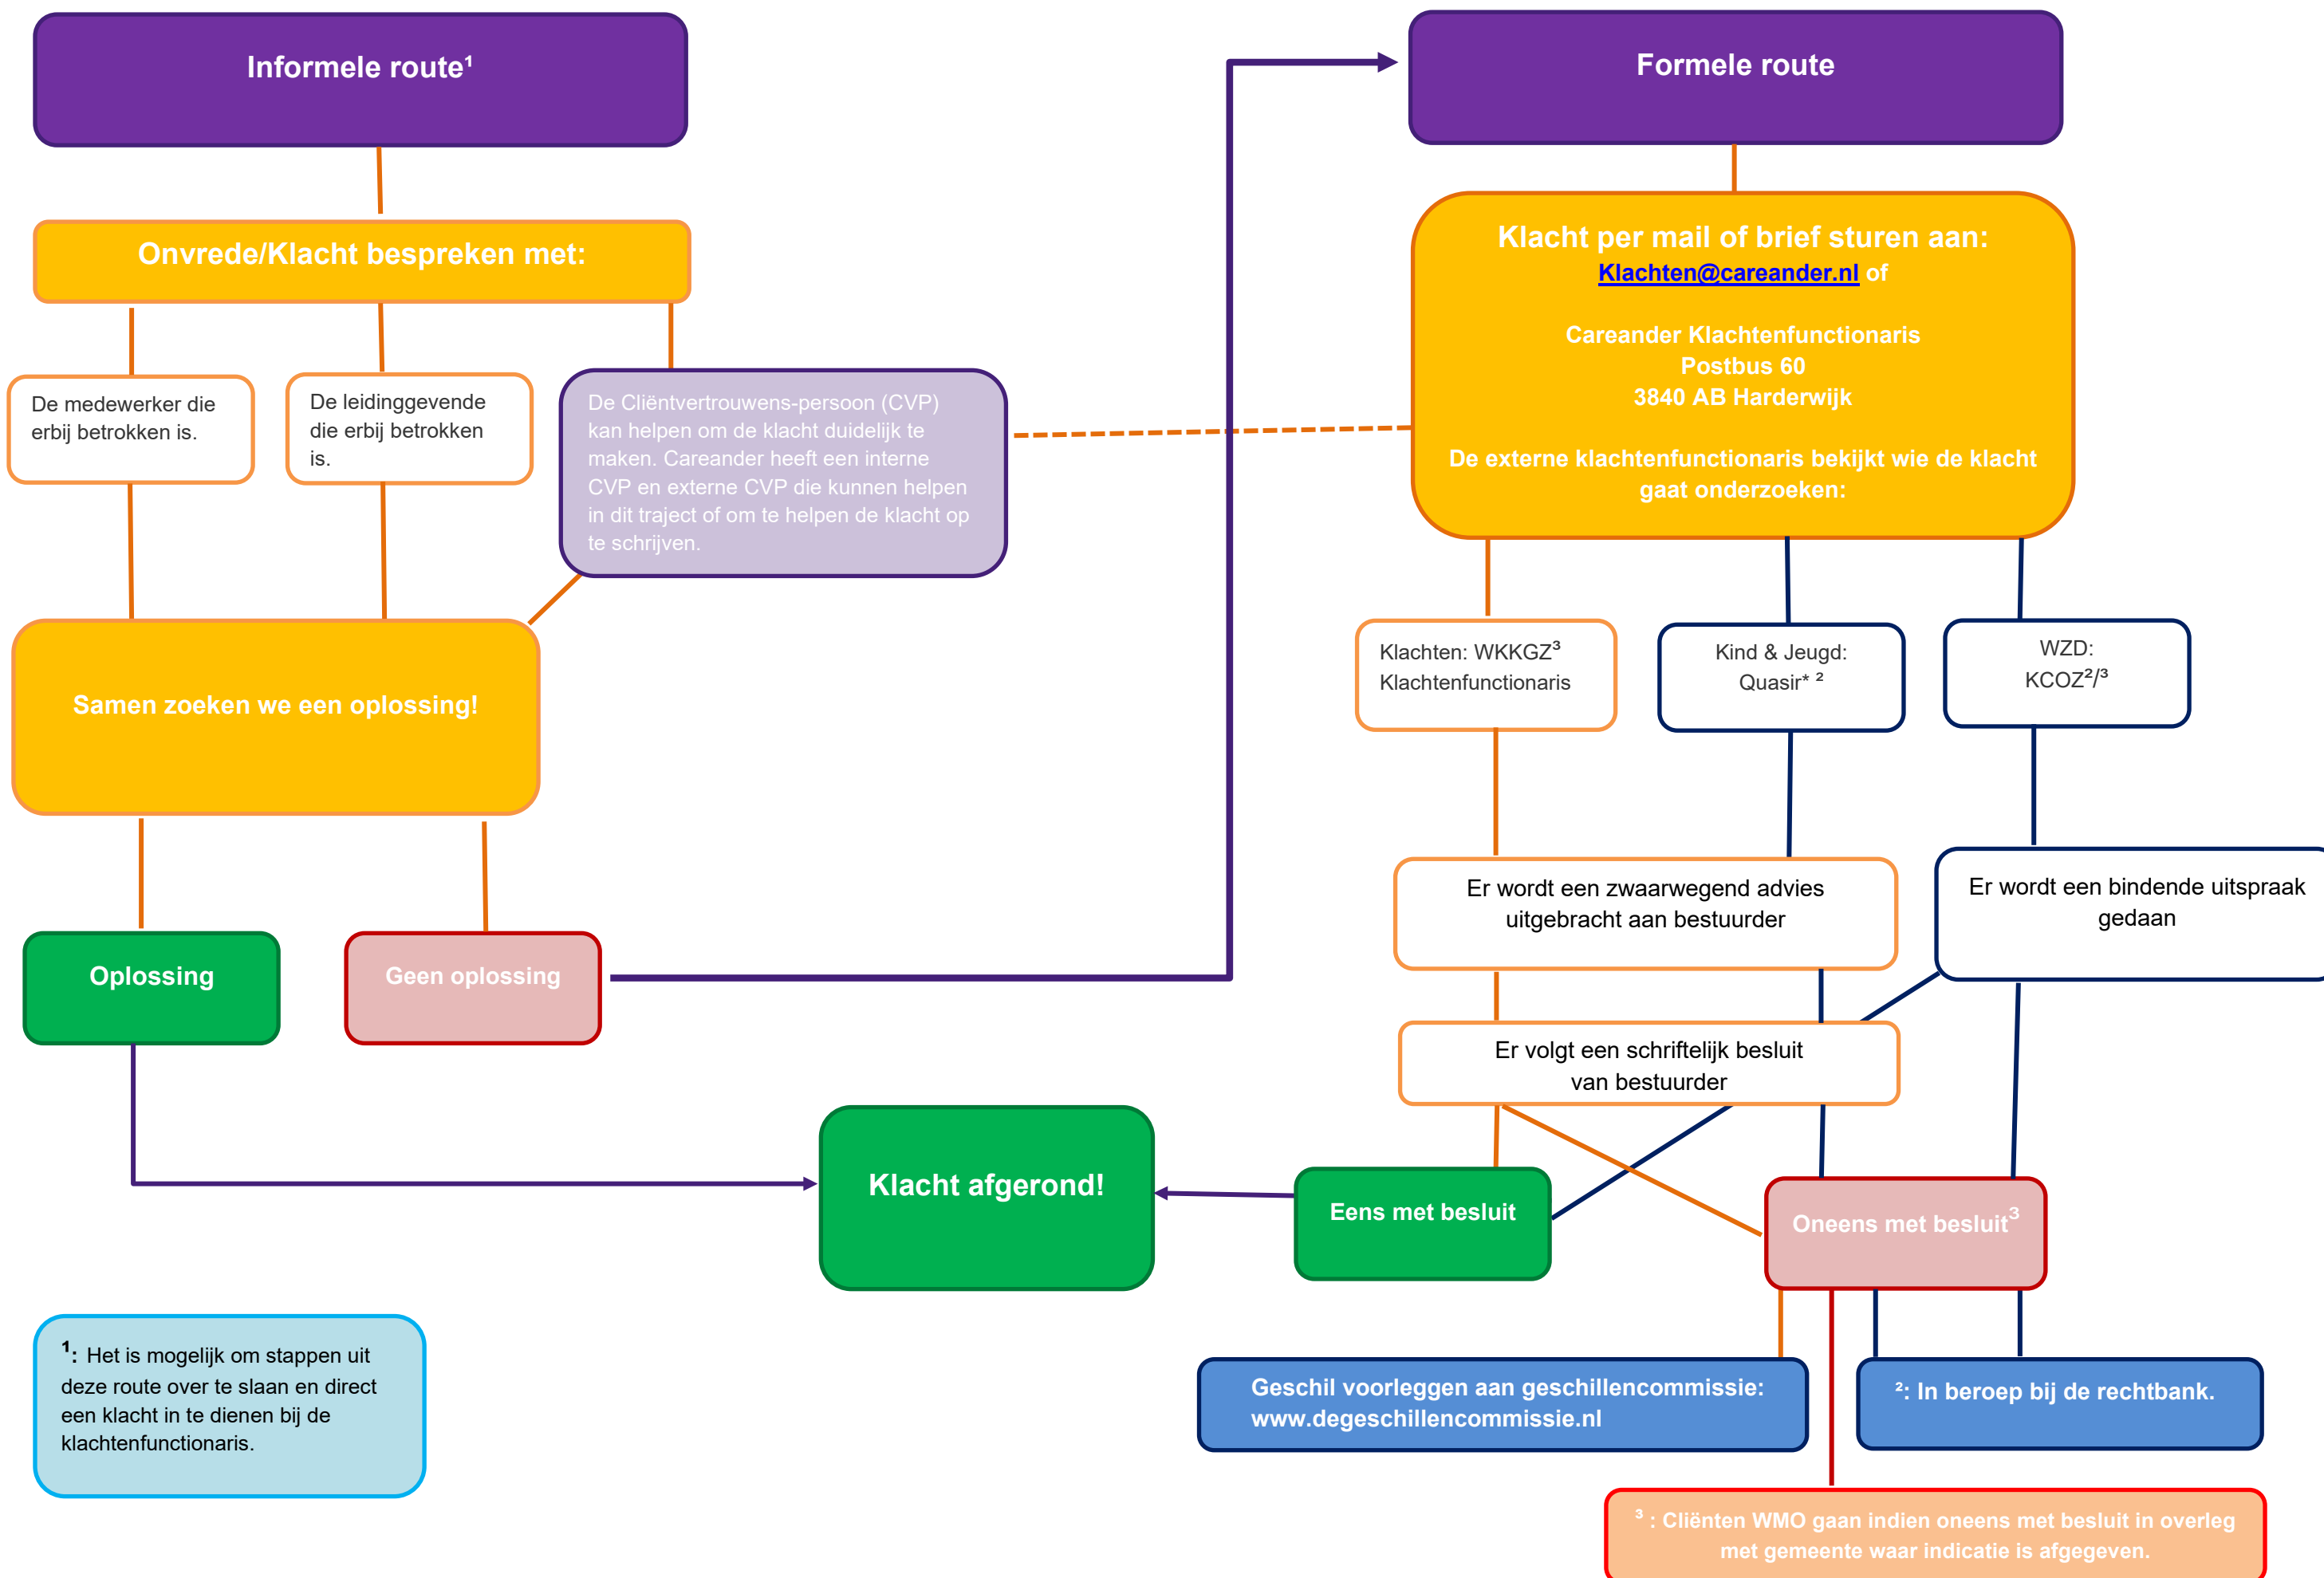 Informele route¹
Onvrede/Klacht bespreken met:
De medewerker die
erbij betrokken is.
De leidinggevende
die erbij betrokken
is.
De Cliëntvertrouwens-persoon (CVP)
kan helpen om de klacht duidelijk te
maken. Careander heeft een interne
CVP en externe CVP die kunnen helpen
in dit traject of om te helpen de klacht op
te schrijven.
Samen zoeken we een oplossing!
Oplossing
Geen oplossing
Formele route
Klacht per mail of brief sturen aan:
Klachten@careander.nl of
Careander Klachtenfunctionaris
Postbus 60
3840 AB Harderwijk
De externe klachtenfunctionaris bekijkt wie de klacht
gaat onderzoeken:
Klachten: WKKGZ³
Klachtenfunctionaris
Kind & Jeugd:
Quasir* ²
WZD:
KCOZ²/³
Er wordt een zwaarwegend advies
uitgebracht aan bestuurder
Er wordt een bindende uitspraak
gedaan
Er volgt een schriftelijk besluit
van bestuurder
Klacht afgerond!
Eens met besluit
Oneens met besluit³
¹: Het is mogelijk om stappen uit
deze route over te slaan en direct
een klacht in te dienen bij de
klachtenfunctionaris.
Geschil voorleggen aan geschillencommissie:
www.degeschillencommissie.nl
²: In beroep bij de rechtbank.
³ : Cliënten WMO gaan indien oneens met besluit in overleg
met gemeente waar indicatie is afgegeven.